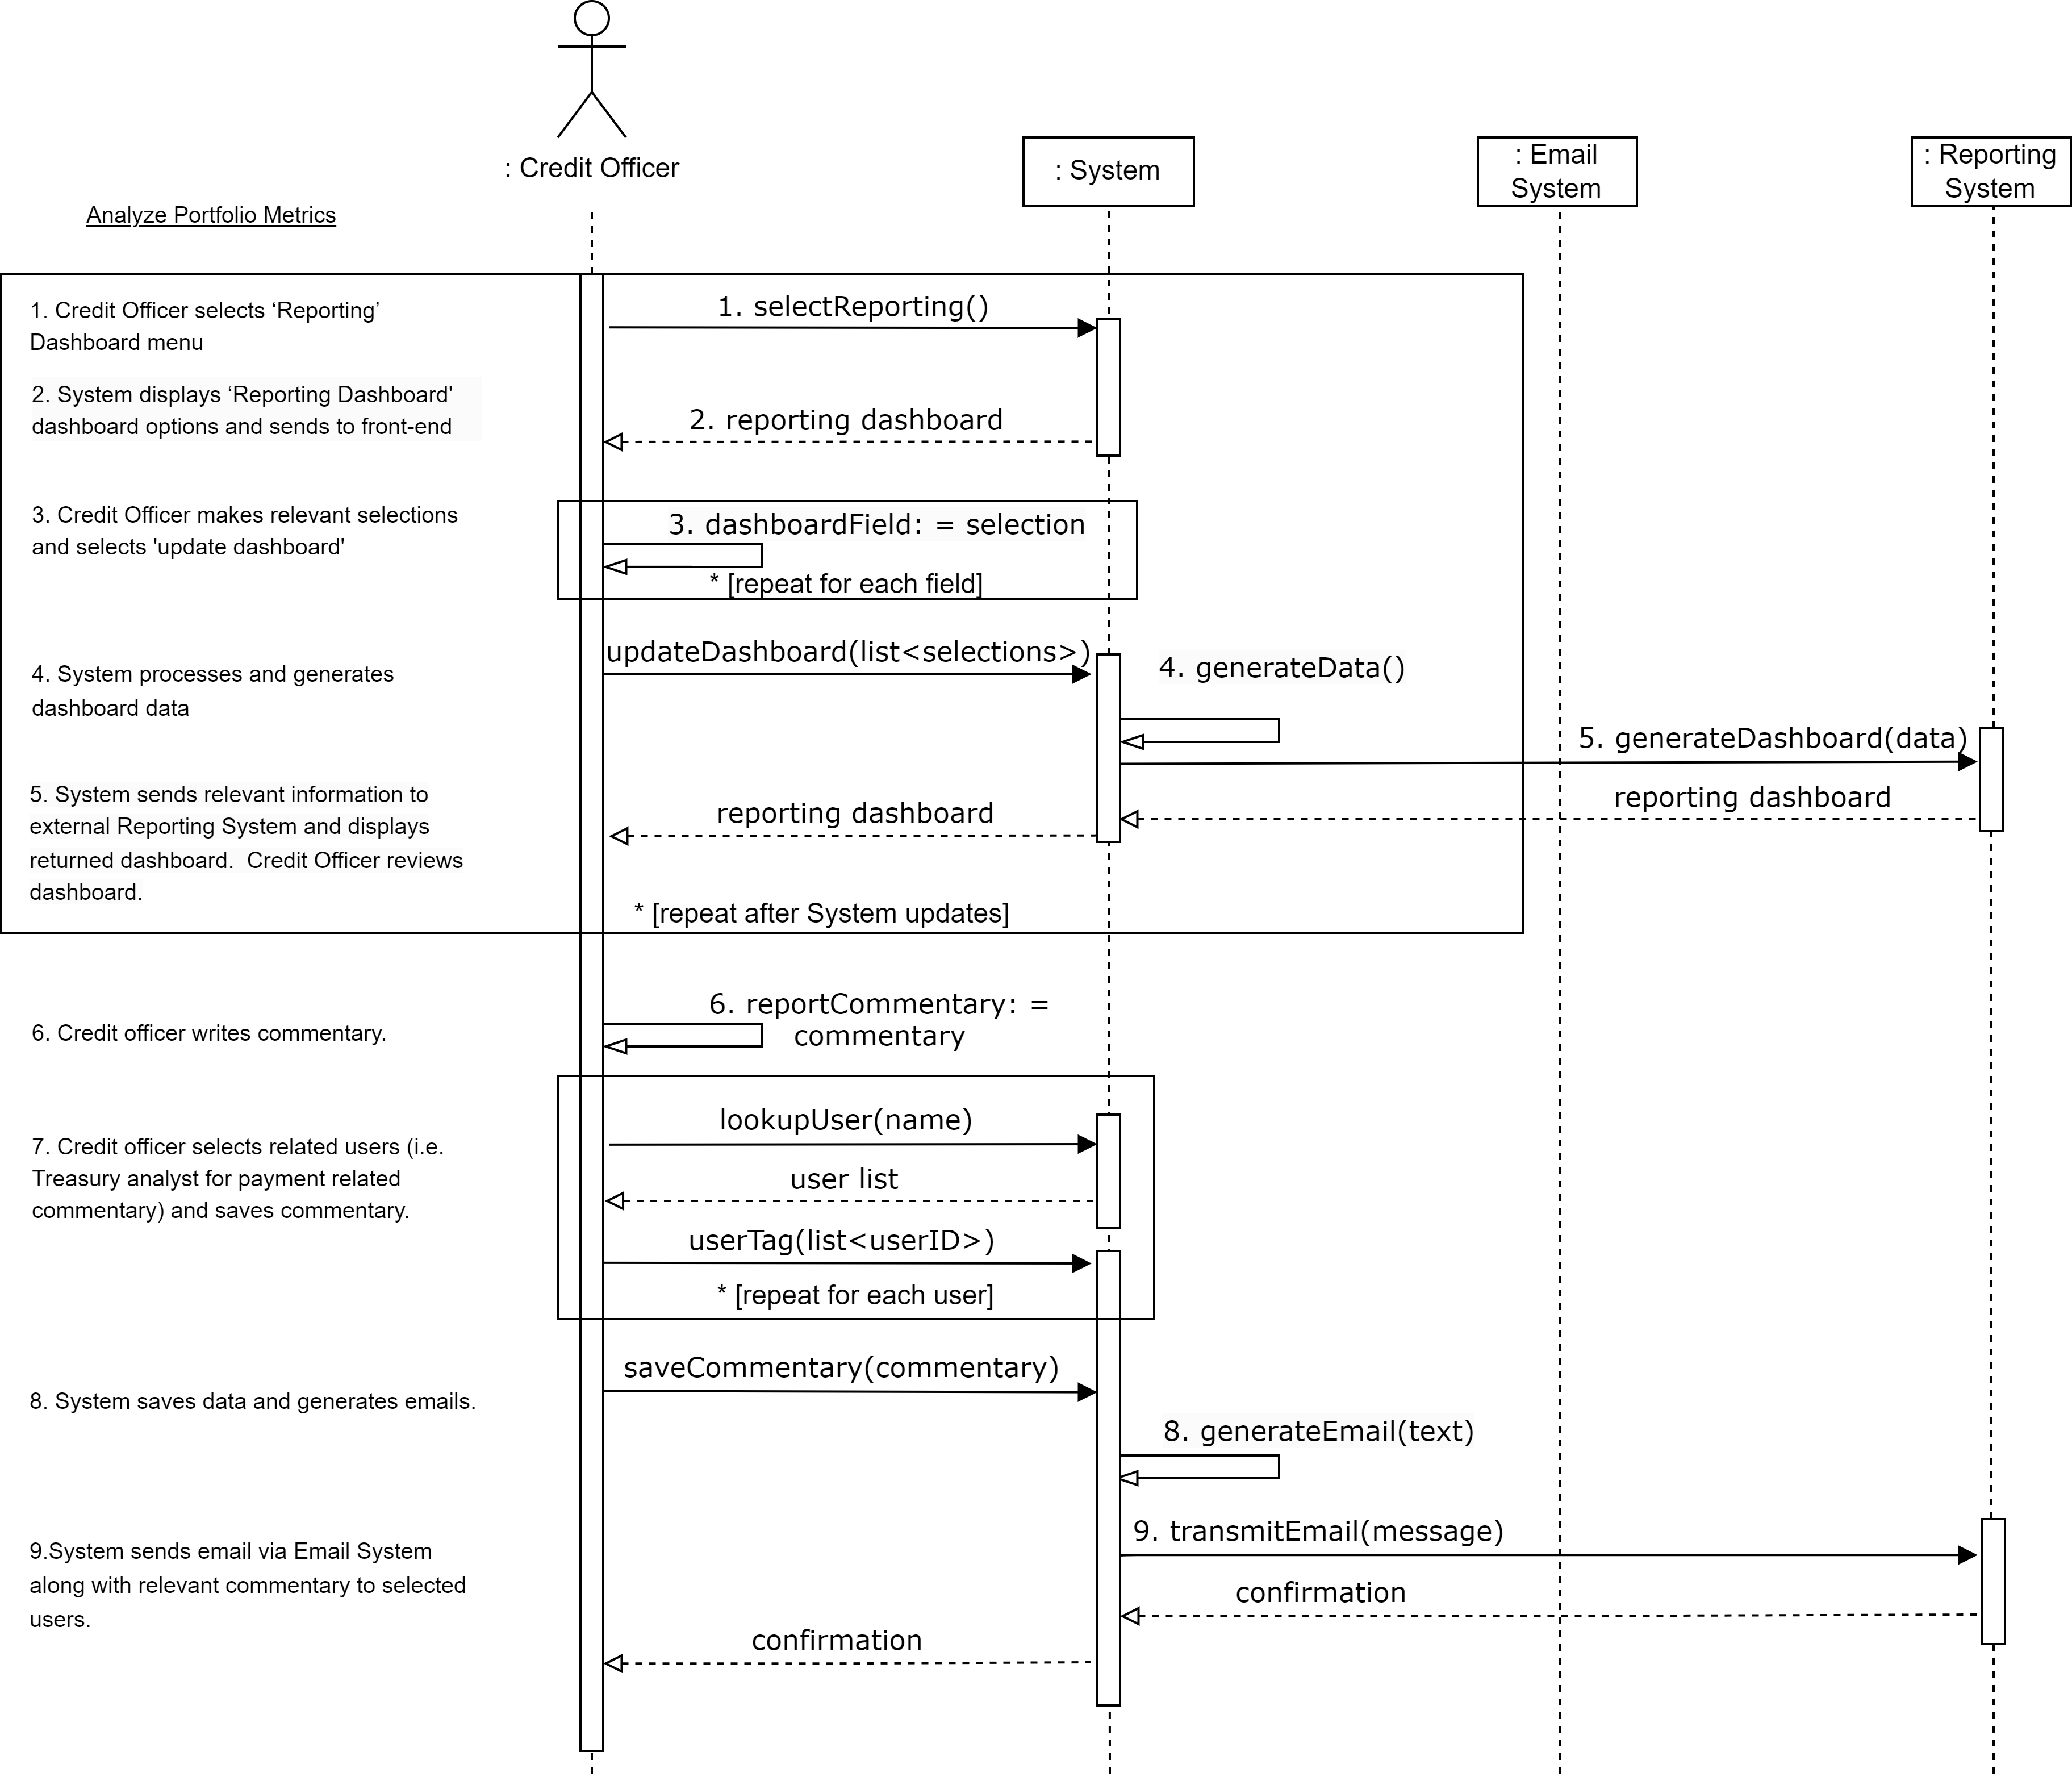 : Credit Officer
: System
: Email
System
: Reporting
System
Analyze Portfolio Metrics
1. Credit Officer selects ‘Reporting’
Dashboard menu
1. selectReporting()
2. System displays ‘Reporting Dashboard'
dashboard options and sends to front-end
2. reporting dashboard
3. Credit Officer makes relevant selections
and selects 'update dashboard'
3. dashboardField: = selection
* [repeat for each field]
updateDashboard(list<selections>)
4. System processes and generates
dashboard data
4. generateData()
5. generateDashboard(data)
reporting dashboard
5. System sends relevant information to
external Reporting System and displays
returned dashboard.  Credit Officer reviews
dashboard.
reporting dashboard
* [repeat after System updates]
6. Credit officer writes commentary.
6. reportCommentary: =
commentary
7. Credit officer selects related users (i.e.
Treasury analyst for payment related
commentary) and saves commentary.
lookupUser(name)
user list
userTag(list<userID>)
* [repeat for each user]
saveCommentary(commentary)
8. System saves data and generates emails.
8. generateEmail(text)
9.System sends email via Email System
along with relevant commentary to selected
users.
9. transmitEmail(message)
confirmation
confirmation